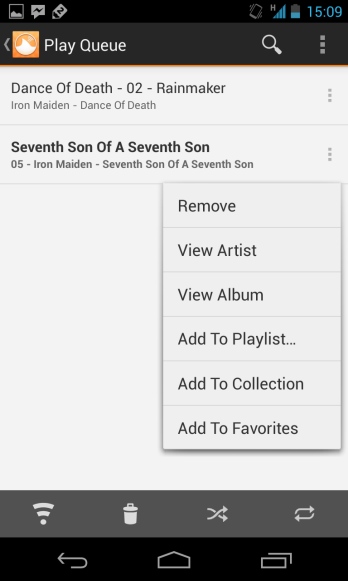 H 15:09
Play Queue
Dance Of Death - 02 - Rainmaker
Iron Maiden - Dance Of Death
Seventh Son Of A Seventh Son
05 - Iron Maiden - Seventh Son Of A Seventh Son
Remove
View Artist
View Album
Add To Playlist...
Add To Collection
Add To Favorites